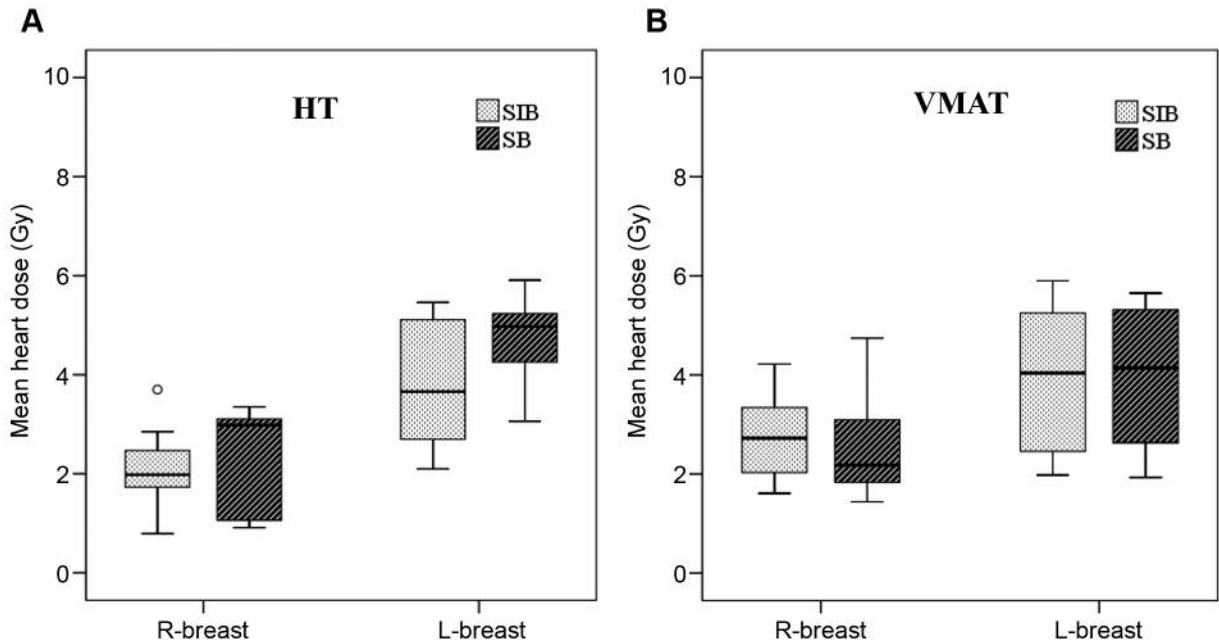 A
HT
SIB
SB
Mean heart dose (Gy)
10
8
6
4
2
0
R-breast
L-breast
B
VMAT
SIB
SB
Mean heart dose (Gy)
10
8
6
4
2
0
R-breast
L-breast